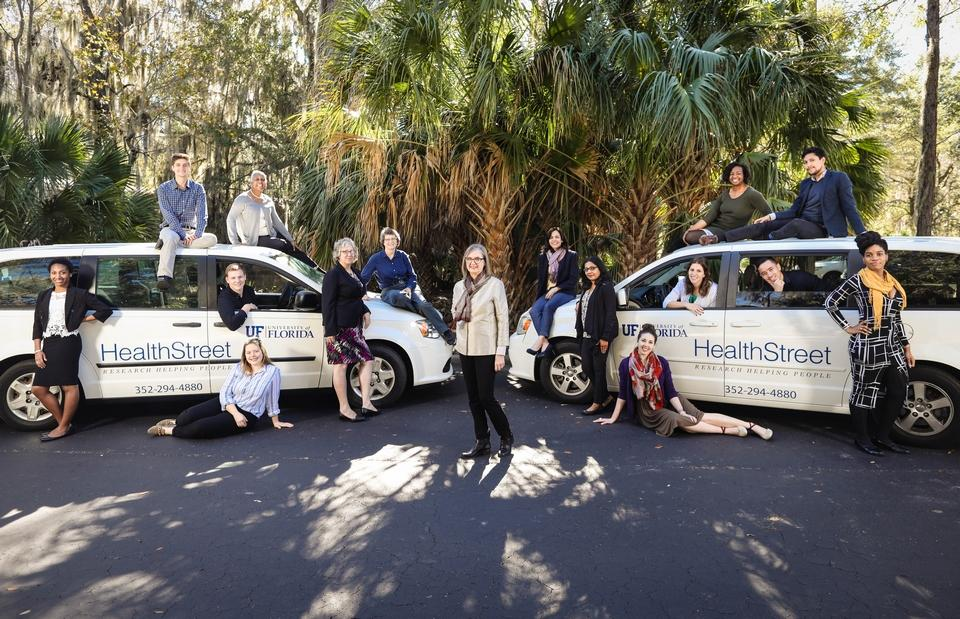 UF UNIVERSITY of
FLORIDA
HealthStreet
RESEARCH HELPING PEOPLE
352-294-4880
UF UNIVERSITY of
FLORIDA
HealthStreet
RESEARCH HELPING PEOPLE
352-294-4880